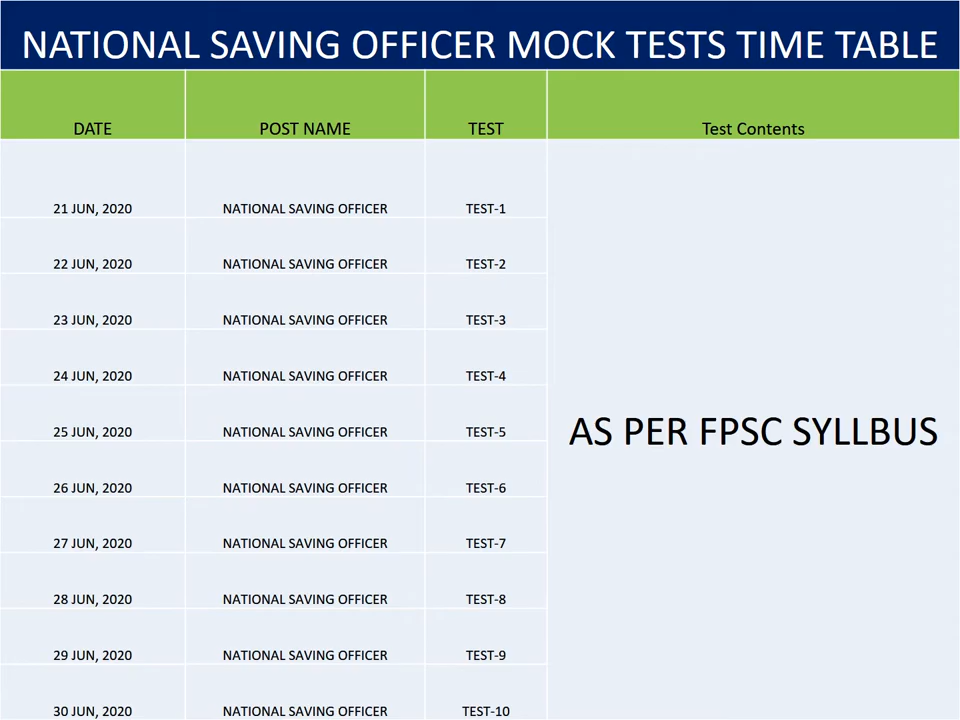 NATIONAL SAVING OFFICER MOCK TESTS TIME TABLE
DATE POST NAME TEST Test Contents
21 JUN, 2020 NATIONAL SAVING OFFICER TEST-1
22 JUN, 2020 NATIONAL SAVING OFFICER TEST-2
23 JUN, 2020 NATIONAL SAVING OFFICER TEST-3
24 JUN, 2020 NATIONAL SAVING OFFICER TEST-4
25 JUN, 2020 NATIONAL SAVING OFFICER TEST-5 AS PER FPSC SYLLBUS
26 JUN, 2020 NATIONAL SAVING OFFICER TEST-6
27 JUN, 2020 NATIONAL SAVING OFFICER TEST-7
28 JUN, 2020 NATIONAL SAVING OFFICER TEST-8
29 JUN, 2020 NATIONAL SAVING OFFICER TEST-9
30 JUN, 2020 NATIONAL SAVING OFFICER TEST-10